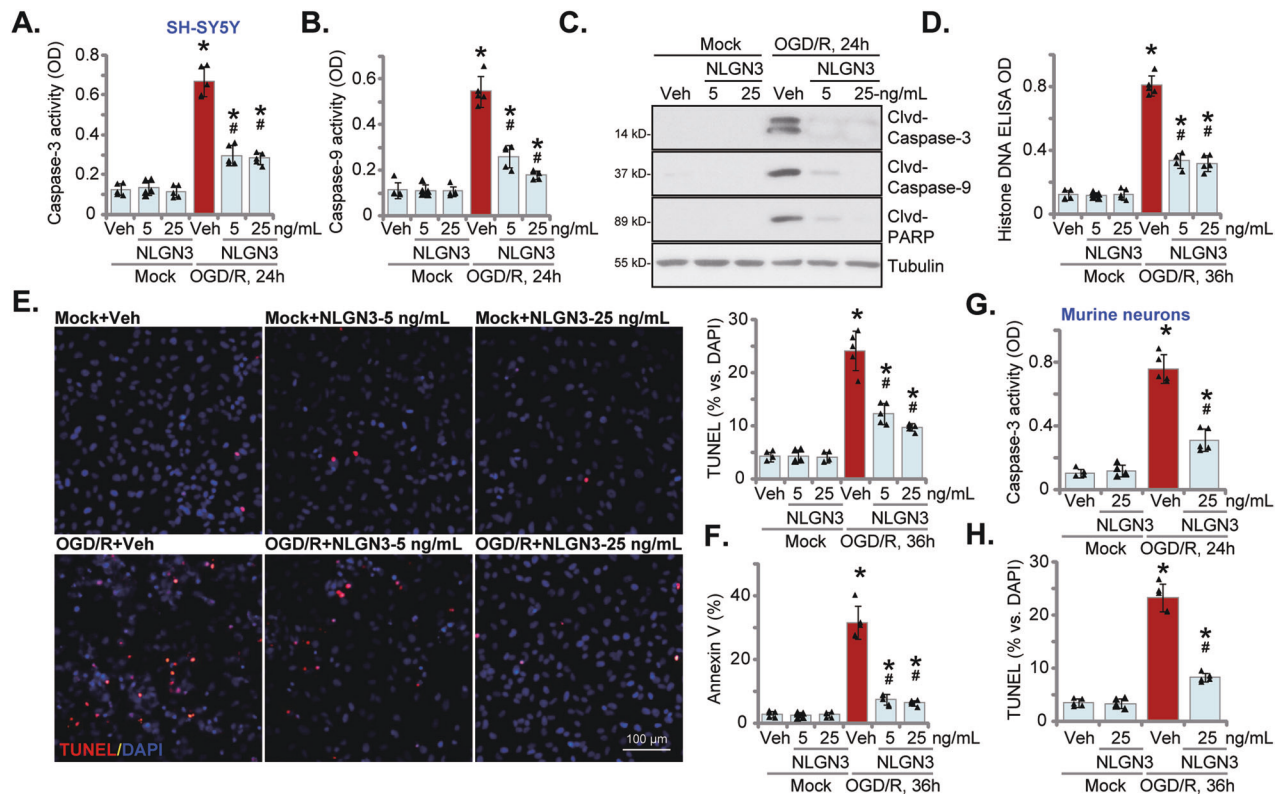 A.
SH-SY5Y
Caspase-3 activity (OD)
0.8
0.6
0.4
0.2
0
*
*
#
*
#
Veh 5 25 Veh 5 25 ng/mL
NLGN3 NLGN3
Mock OGD/R, 24h
B.
Caspase-9 activity (OD)
0.6
0.4
0.2
0
*
*
#
*
#
Veh 5 25 Veh 5 25 ng/mL
NLGN3 NLGN3
Mock OGD/R, 24h
C.
Mock OGD/R, 24h
NLGN3 NLGN3
Veh 5 25 Veh 5 25-ng/mL
14 kD-
Clvd-
Caspase-3
37 kD-
Clvd-
Caspase-9
89 kD-
Clvd-
PARP
55 kD-
Tubulin
D.
Histone DNA ELISA OD
1
0.8
0.6
0.4
0.2
0
*
*
#
*
#
Veh 5 25 Veh 5 25 ng/mL
NLGN3 NLGN3
Mock OGD/R, 36h
E.
Mock+Veh
Mock+NLGN3-5 ng/mL
Mock+NLGN3-25 ng/mL
OGD/R+Veh
OGD/R+NLGN3-5 ng/mL
OGD/R+NLGN3-25 ng/mL
TUNEL/DAPI
100 µm
TUNEL (% vs. DAPI)
30
20
10
0
*
*
#
*
#
Veh 5 25 Veh 5 25 ng/mL
NLGN3 NLGN3
Mock OGD/R, 36h
F.
Annexin V (%)
40
20
0
*
*
#
*
#
Veh 5 25 Veh 5 25 ng/mL
NLGN3 NLGN3
Mock OGD/R, 36h
G.
Murine neurons
Caspase-3 activity (OD)
1.2
0.8
0.4
0
*
*
#
Veh 25 Veh 25 ng/mL
NLGN3 NLGN3
Mock OGD/R, 24h
H.
TUNEL (% vs. DAPI)
30
20
10
0
*
*
#
Veh 25 Veh 25 ng/mL
NLGN3 NLGN3
Mock OGD/R, 36h